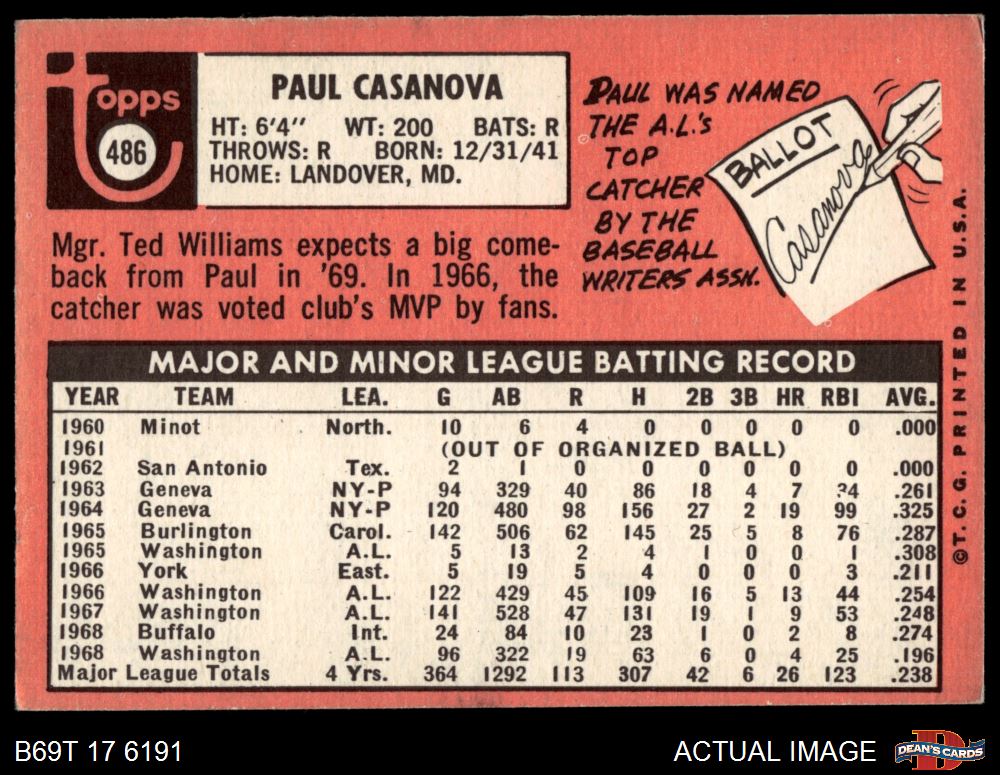 topps
486
PAUL CASANOVA
HT: 6'4" WT: 200 BATS: R
THROWS: R BORN: 12/31/41
HOME: LANDOVER, MD.
Mgr. Ted Williams expects a big come-
back from Paul in '69. In 1966, the
catcher was voted club's MVP by fans.
PAUL WAS NAMED
THE A.L.'s
TOP
CATCHER
BY THE
BASEBALL
WRITERS ASSN.
BALLOT
Casanova
MAJOR AND MINOR LEAGUE BATTING RECORD
YEAR TEAM LEA. G AB R H 2B 3B HR RBI AVG.
1960 Minot North. 10 6 4 0 0 0 0 0 .000
1961 (OUT OF ORGANIZED BALL)
1962 San Antonio Tex. 2 1 0 0 0 0 0 0 .000
1963 Geneva NY-P 94 329 40 86 18 4 7 34 .261
1964 Geneva NY-P 120 480 98 156 27 2 19 99 .325
1965 Burlington Carol. 142 506 62 145 25 5 8 76 .287
1965 Washington A.L. 5 13 2 4 1 0 0 1 .308
1966 York East. 5 19 5 4 0 0 0 3 .211
1966 Washington A.L. 122 429 45 109 16 5 13 44 .254
1967 Washington A.L. 141 528 47 131 19 1 9 53 .248
1968 Buffalo Int. 24 84 10 23 1 0 2 8 .274
1968 Washington A.L. 96 322 19 63 6 0 4 25 .196
Major League Totals 4 Yrs. 364 1292 113 307 42 6 26 123 .238
©T.C.G. PRINTED IN U.S.A.
B69T 17 6191
ACTUAL IMAGE
DEAN'S CARDS